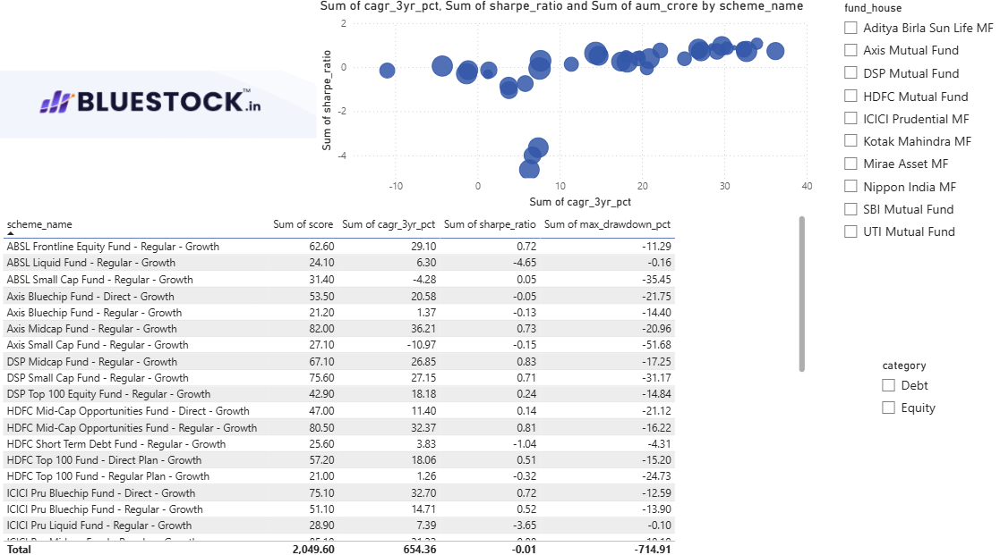 Sum of cagr_3yr_pct, Sum of sharpe_ratio and Sum of aum_crore by scheme_name
BLUESTOCK.in
TM
Sum of sharpe_ratio
2
0
-2
-4
-10 0 10 20 30 40
Sum of cagr_3yr_pct
fund_house
Aditya Birla Sun Life MF
Axis Mutual Fund
DSP Mutual Fund
HDFC Mutual Fund
ICICI Prudential MF
Kotak Mahindra MF
Mirae Asset MF
Nippon India MF
SBI Mutual Fund
UTI Mutual Fund
scheme_name Sum of score Sum of cagr_3yr_pct Sum of sharpe_ratio Sum of max_drawdown_pct
ABSL Frontline Equity Fund - Regular - Growth 62.60 29.10 0.72 -11.29
ABSL Liquid Fund - Regular - Growth 24.10 6.30 -4.65 -0.16
ABSL Small Cap Fund - Regular - Growth 31.40 -4.28 0.05 -35.45
Axis Bluechip Fund - Direct - Growth 53.50 20.58 -0.05 -21.75
Axis Bluechip Fund - Regular - Growth 21.20 1.37 -0.13 -14.40
Axis Midcap Fund - Regular - Growth 82.00 36.21 0.73 -20.96
Axis Small Cap Fund - Regular - Growth 27.10 -10.97 -0.15 -51.68
DSP Midcap Fund - Regular - Growth 67.10 26.85 0.83 -17.25
DSP Small Cap Fund - Regular - Growth 75.60 27.15 0.71 -31.17
DSP Top 100 Equity Fund - Regular - Growth 42.90 18.18 0.24 -14.84
HDFC Mid-Cap Opportunities Fund - Direct - Growth 47.00 11.40 0.14 -21.12
HDFC Mid-Cap Opportunities Fund - Regular - Growth 80.50 32.37 0.81 -16.22
HDFC Short Term Debt Fund - Regular - Growth 25.60 3.83 -1.04 -4.31
HDFC Top 100 Fund - Direct Plan - Growth 57.20 18.06 0.51 -15.20
HDFC Top 100 Fund - Regular Plan - Growth 21.00 1.26 -0.32 -24.73
ICICI Pru Bluechip Fund - Direct - Growth 75.10 32.70 0.72 -12.59
ICICI Pru Bluechip Fund - Regular - Growth 51.10 14.71 0.52 -13.90
ICICI Pru Liquid Fund - Regular - Growth 28.90 7.39 -3.65 -0.10
Total 2,049.60 654.36 -0.01 -714.91
category
Debt
Equity